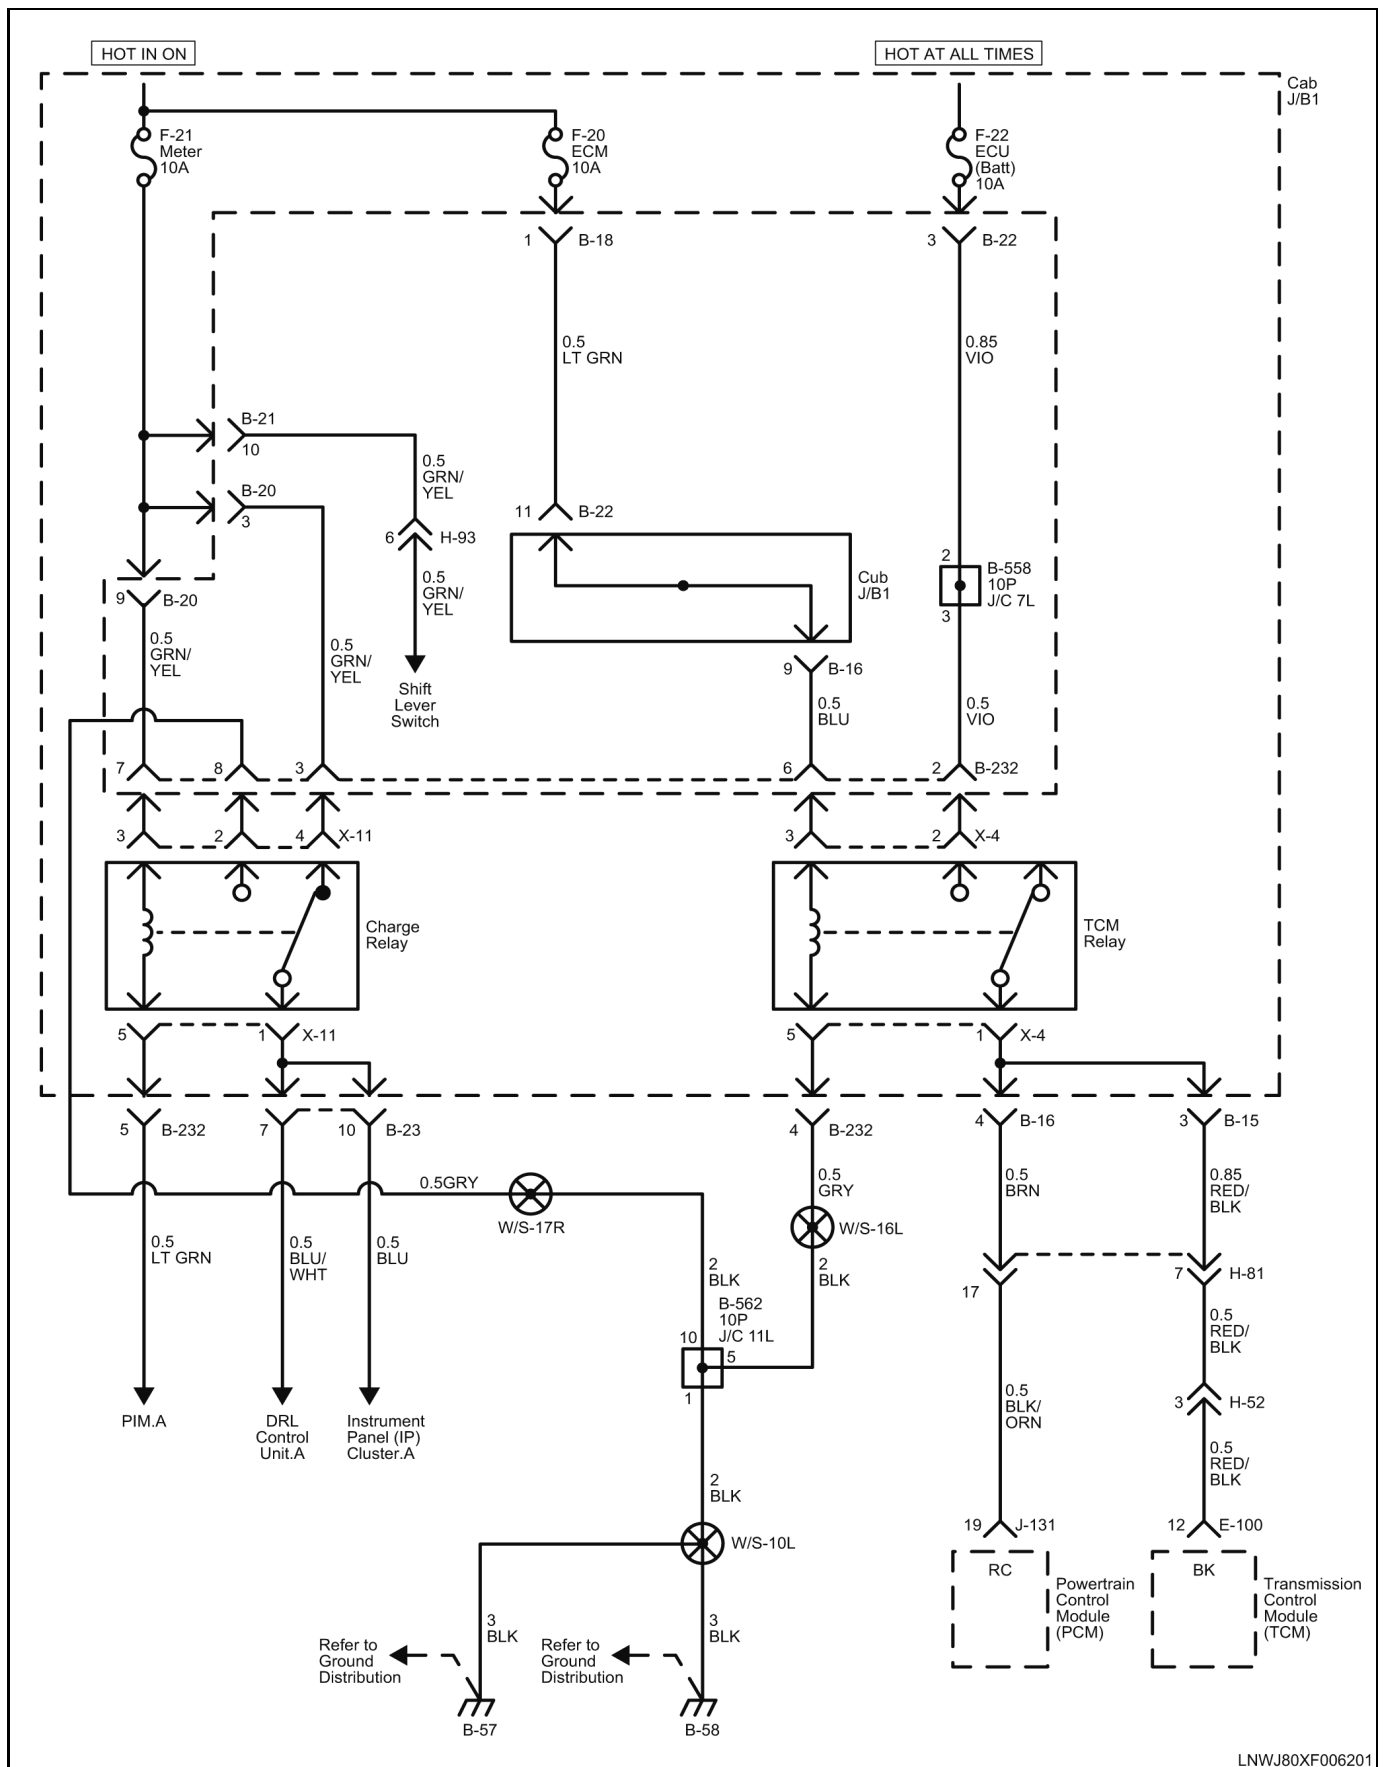 HOT IN ON
HOT AT ALL TIMES
Cab
J/B1
F-21
Meter
10A
F-20
ECM
10A
F-22
ECU
(Batt)
10A
1
B-18
3
B-22
0.5
LT GRN
0.85
VIO
B-21
10
0.5
GRN/
YEL
B-20
3
11
B-22
6
H-93
2
B-558
10P
J/C 7L
3
0.5
GRN/
YEL
Cub
J/B1
9
B-20
0.5
GRN/
YEL
0.5
GRN/
YEL
Shift
Lever
Switch
9
B-16
0.5
BLU
0.5
VIO
7
8
3
6
2
B-232
3
2
4
X-11
3
2
X-4
Charge
Relay
TCM
Relay
5
1
X-11
5
1
X-4
5
B-232
7
10
B-23
4
B-232
4
B-16
3
B-15
0.5GRY
W/S-17R
0.5
GRY
W/S-16L
0.5
BRN
0.85
RED/
BLK
0.5
LT GRN
0.5
BLU/
WHT
0.5
BLU
2
BLK
2
BLK
17
7
H-81
B-562
10P
J/C 11L
10
5
1
0.5
RED/
BLK
0.5
BLK/
ORN
3
H-52
PIM.A
DRL
Control
Unit.A
Instrument
Panel (IP)
Cluster.A
0.5
RED/
BLK
2
BLK
W/S-10L
19
J-131
12
E-100
RC
Powertrain
Control
Module
(PCM)
BK
Transmission
Control
Module
(TCM)
3
BLK
3
BLK
Refer to
Ground
Distribution
Refer to
Ground
Distribution
B-57
B-58
LNWJ80XF006201